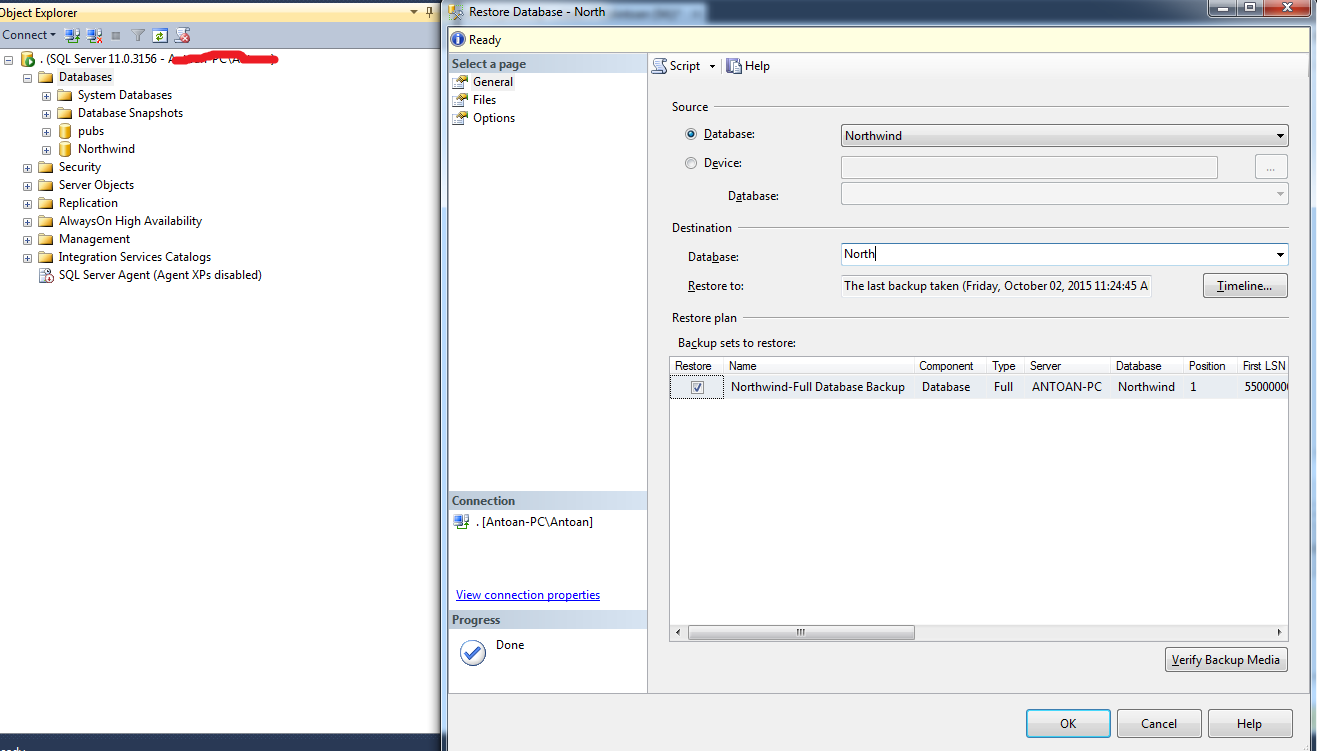 Object Explorer
Connect
. (SQL Server 11.0.3156 -
Databases
System Databases
Database Snapshots
pubs
Northwind
Security
Server Objects
Replication
AlwaysOn High Availability
Management
Integration Services Catalogs
SQL Server Agent (Agent XPs disabled)
Restore Database - North
Ready
Select a page
General
Files
Options
Connection
. [Antoan-PC\Antoan]
View connection properties
Progress
Done
Script
Help
Source
Database:
Northwind
Device:
...
Database:
Destination
Database:
North
Restore to:
The last backup taken (Friday, October 02, 2015 11:24:45 A
Timeline...
Restore plan
Backup sets to restore:
Restore Name Component Type Server Database Position First LSN
Northwind-Full Database Backup Database Full ANTOAN-PC Northwind 1 5500000
Verify Backup Media
OK Cancel Help